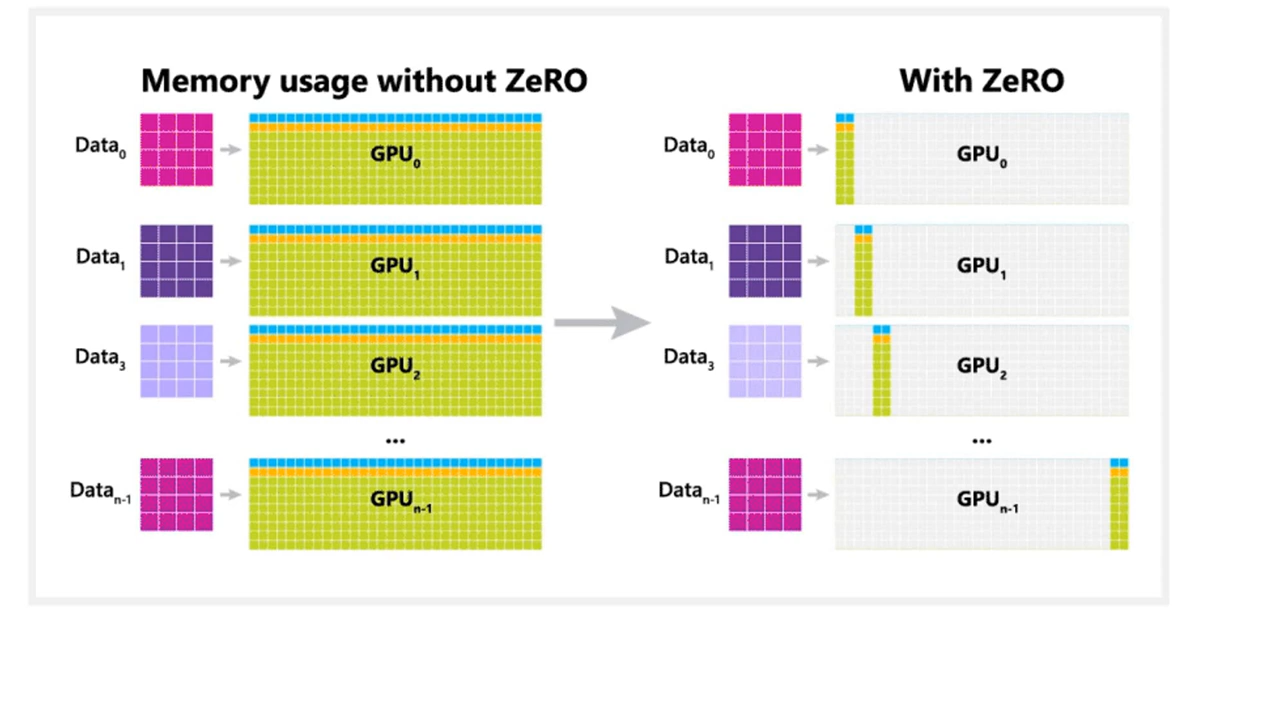 Memory usage without ZeRO
With ZeRO
Data0
GPU0
Data0
GPU0
Data1
GPU1
Data1
GPU1
Data3
GPU2
Data3
GPU2
...
...
Datan-1
GPUn-1
Datan-1
GPUn-1